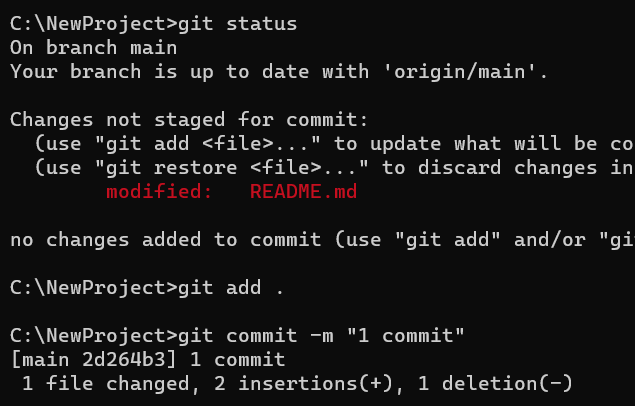 C:\NewProject>git status
On branch main
Your branch is up to date with 'origin/main'.
Changes not staged for commit:
(use "git add <file>..." to update what will be co
(use "git restore <file>..." to discard changes in
modified: README.md
no changes added to commit (use "git add" and/or "gi
C:\NewProject>git add .
C:\NewProject>git commit -m "1 commit"
[main 2d264b3] 1 commit
1 file changed, 2 insertions(+), 1 deletion(-)